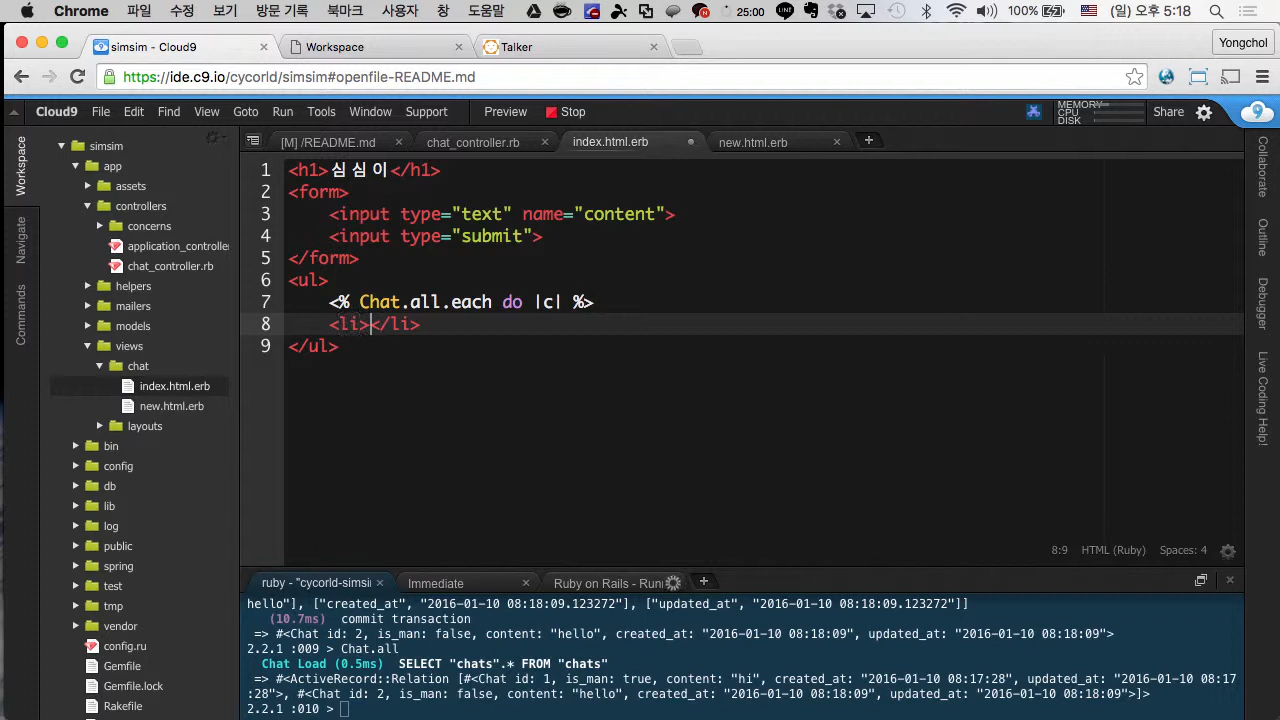 Chrome 파일 수정 보기 방문 기록 북마크 사용자 창 도움말 25:00 LINE 100% (일) 오후 5:18
simsim - Cloud9 Workspace Talker Yongchol
https://ide.c9.io/cycorld/simsim#openfile-README.md
Cloud9 File Edit Find View Goto Run Tools Window Support Preview Stop MEMORY CPU DISK Share
Workspace
Navigate
Commands
simsim
app
assets
controllers
concerns
application_controller
chat_controller.rb
helpers
mailers
models
views
chat
index.html.erb
new.html.erb
layouts
bin
config
db
lib
log
public
spring
test
tmp
vendor
config.ru
Gemfile
Gemfile.lock
Rakefile
[M] /README.md chat_controller.rb index.html.erb new.html.erb
1 <h1>심심이</h1>
2 <form>
3 <input type="text" name="content">
4 <input type="submit">
5 </form>
6 <ul>
7 <% Chat.all.each do |c| %>
8 <li></li>
9 </ul>
8:9 HTML (Ruby) Spaces: 4
Collaborate
Outline
Debugger
Live Coding Help!
ruby - "cycorld-simsi Immediate Ruby on Rails - Run
hello"], ["created_at", "2016-01-10 08:18:09.123272"], ["updated_at", "2016-01-10 08:18:09.123272"]]
(10.7ms) commit transaction
=> #<Chat id: 2, is_man: false, content: "hello", created_at: "2016-01-10 08:18:09", updated_at: "2016-01-10 08:18:09">
2.2.1 :009 > Chat.all
Chat Load (0.5ms) SELECT "chats".* FROM "chats"
=> #<ActiveRecord::Relation [#<Chat id: 1, is_man: true, content: "hi", created_at: "2016-01-10 08:17:28", updated_at: "2016-01-10 08:17
:28">, #<Chat id: 2, is_man: false, content: "hello", created_at: "2016-01-10 08:18:09", updated_at: "2016-01-10 08:18:09">]>
2.2.1 :010 >